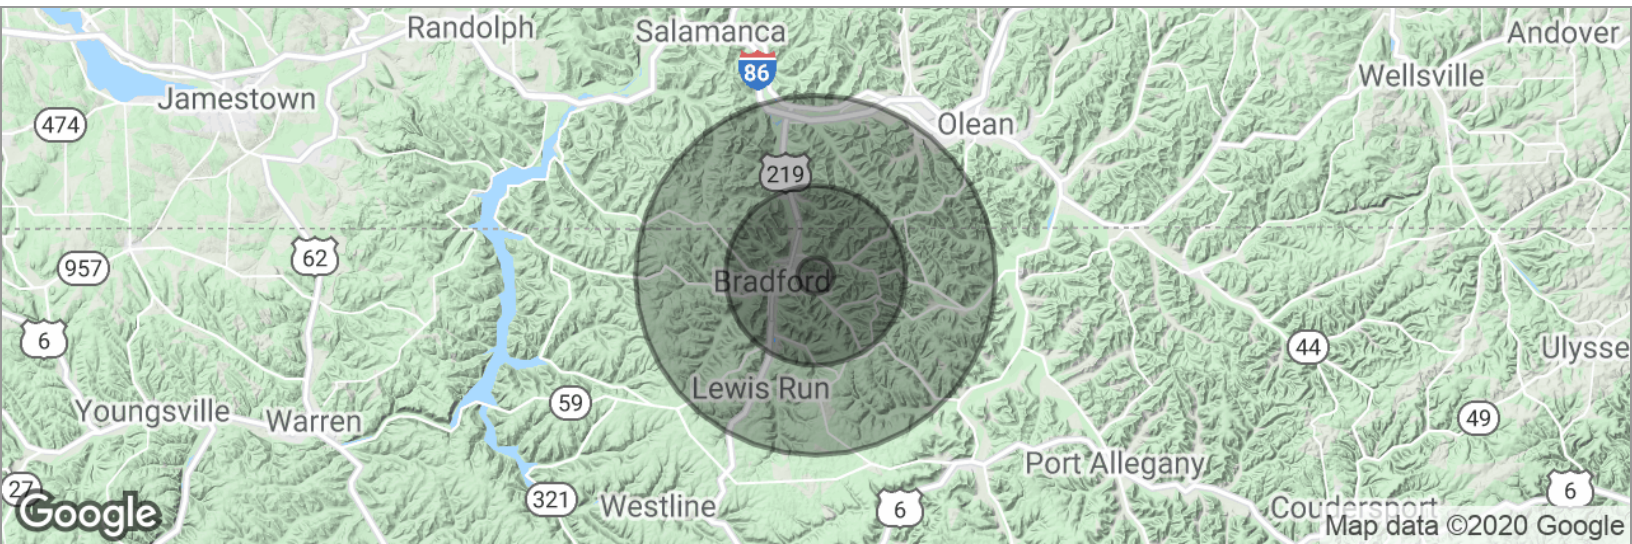 Randolph
Salamanca
Andover
86
Wellsville
Jamestown
474
Olean
219
62
957
Bradford
6
44
Ulysse
Lewis Run
59
Youngsville
Warren
49
Port Allegany
27
321
Westline
6
6
Coudersport
Google
Map data ©2020 Google